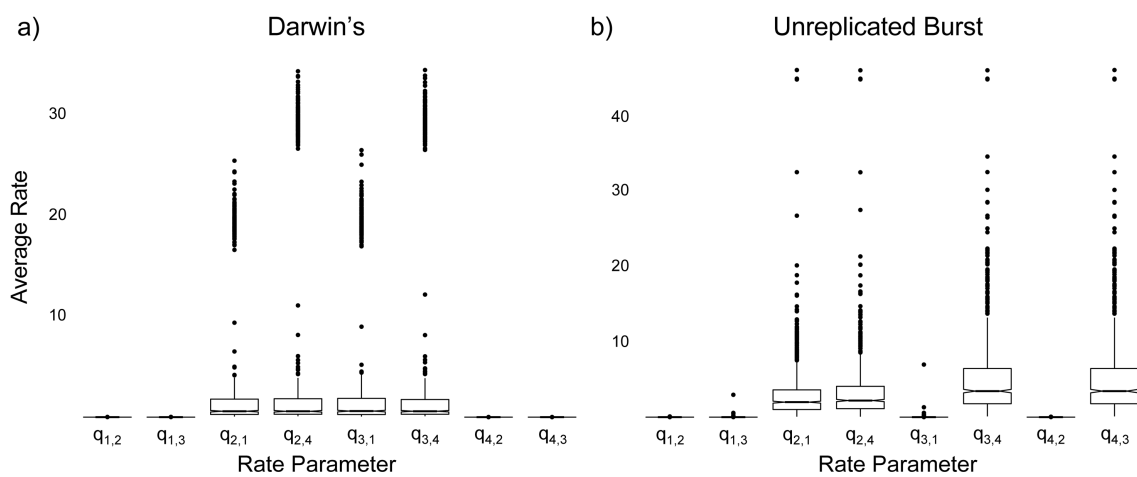 a) Darwin’s
b) Unreplicated Burst
Average Rate
30
20
10
q1,2 q1,3 q2,1 q2,4 q3,1 q3,4 q4,2 q4,3
Rate Parameter
40
30
20
10
q1,2 q1,3 q2,1 q2,4 q3,1 q3,4 q4,2 q4,3
Rate Parameter